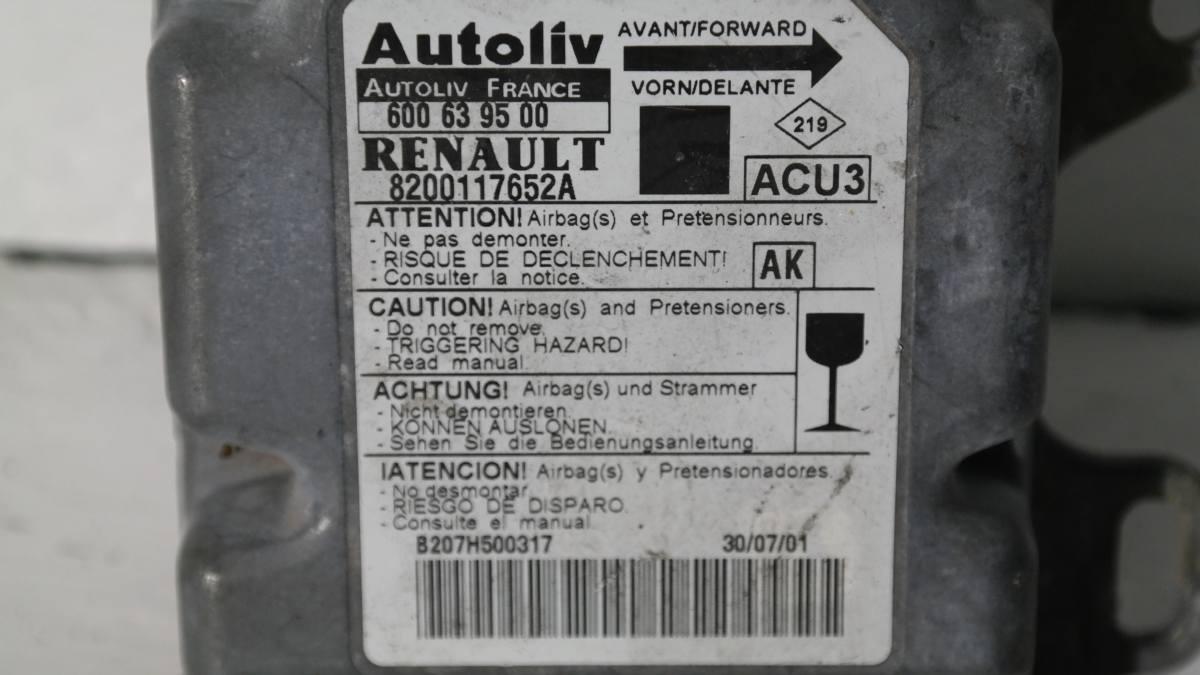 Autoliv
AUTOLIV FRANCE
600 63 95 00
RENAULT
8200117652A
AVANT/FORWARD
VORN/DELANTE
219
ACU3
ATTENTION! Airbag(s) et Pretensionneurs.
- Ne pas demonter.
- RISQUE DE DECLENCHEMENT!
- Consulter la notice.
AK
CAUTION! Airbag(s) and Pretensioners.
- Do not remove.
- TRIGGERING HAZARD!
- Read manual.
ACHTUNG! Airbag(s) und Strammer
- Nicht demontieren.
- KONNEN AUSLONEN.
- Sehen Sie die Bedienungsanleitung.
IATENCION! Airbag(s) y Pretensionadores.
- No desmontar.
- RIESGO DE DISPARO.
- Consulte el manual.
B207H500317 30/07/01